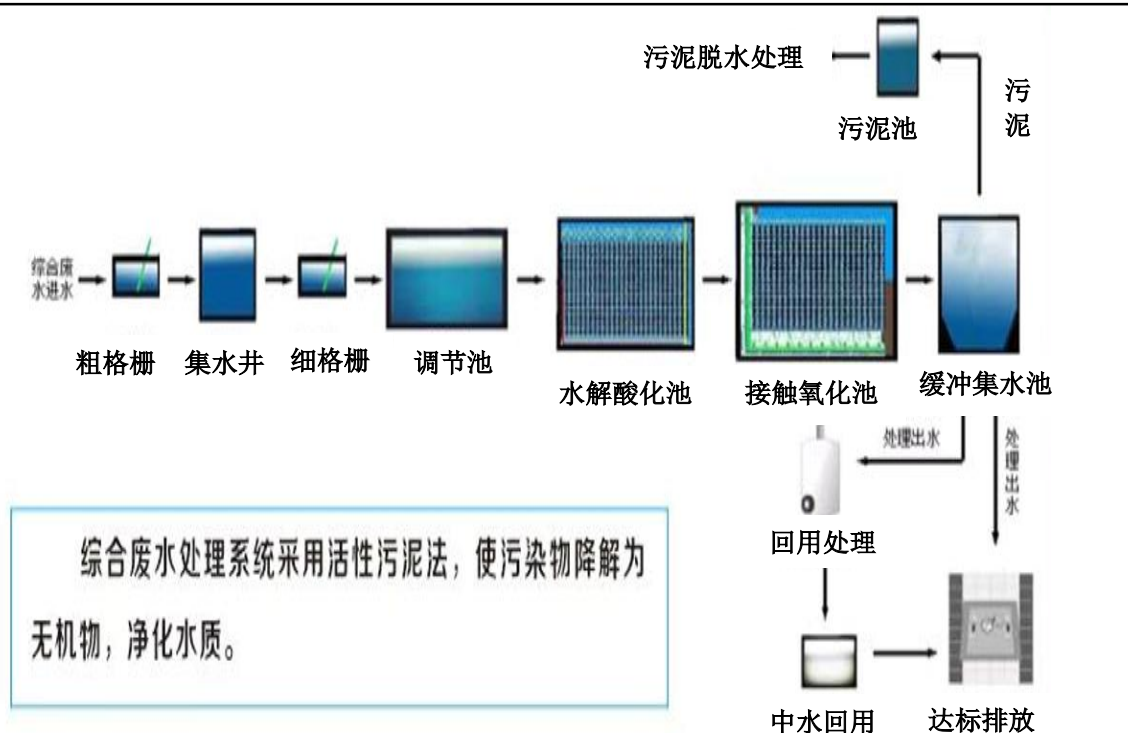 污泥脱水处理
污泥池
污
泥
综合废
水进水
粗格栅
集水井
细格栅
调节池
水解酸化池
接触氧化池
缓冲集水池
处理出水
处
理
出
水
回用处理
中水回用
达标排放
综合废水处理系统采用活性污泥法，使污染物降解为
无机物，净化水质。